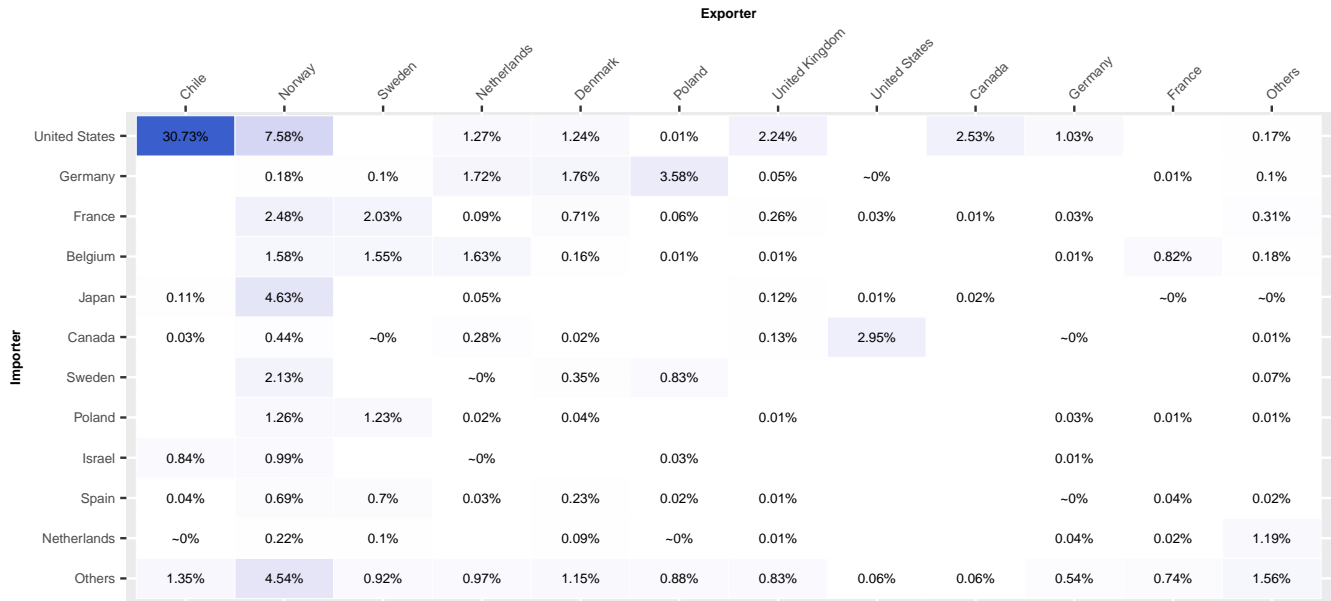 Exporter
Chile Norway Sweden Netherlands Denmark Poland United Kingdom United States Canada Germany France Others
United States 30.73% 7.58% 1.27% 1.24% 0.01% 2.24% 2.53% 1.03% 0.17%
Germany 0.18% 0.1% 1.72% 1.76% 3.58% 0.05% ~0% 0.01% 0.1%
France 2.48% 2.03% 0.09% 0.71% 0.06% 0.26% 0.03% 0.01% 0.03% 0.31%
Belgium 1.58% 1.55% 1.63% 0.16% 0.01% 0.01% 0.01% 0.82% 0.18%
Japan 0.11% 4.63% 0.05% 0.12% 0.01% 0.02% ~0% ~0%
Canada 0.03% 0.44% ~0% 0.28% 0.02% 0.13% 2.95% ~0% 0.01%
Importer
Sweden 2.13% ~0% 0.35% 0.83% 0.07%
Poland 1.26% 1.23% 0.02% 0.04% 0.01% 0.03% 0.01% 0.01%
Israel 0.84% 0.99% ~0% 0.03% 0.01%
Spain 0.04% 0.69% 0.7% 0.03% 0.23% 0.02% 0.01% ~0% 0.04% 0.02%
Netherlands ~0% 0.22% 0.1% 0.09% ~0% 0.01% 0.04% 0.02% 1.19%
Others 1.35% 4.54% 0.92% 0.97% 1.15% 0.88% 0.83% 0.06% 0.06% 0.54% 0.74% 1.56%